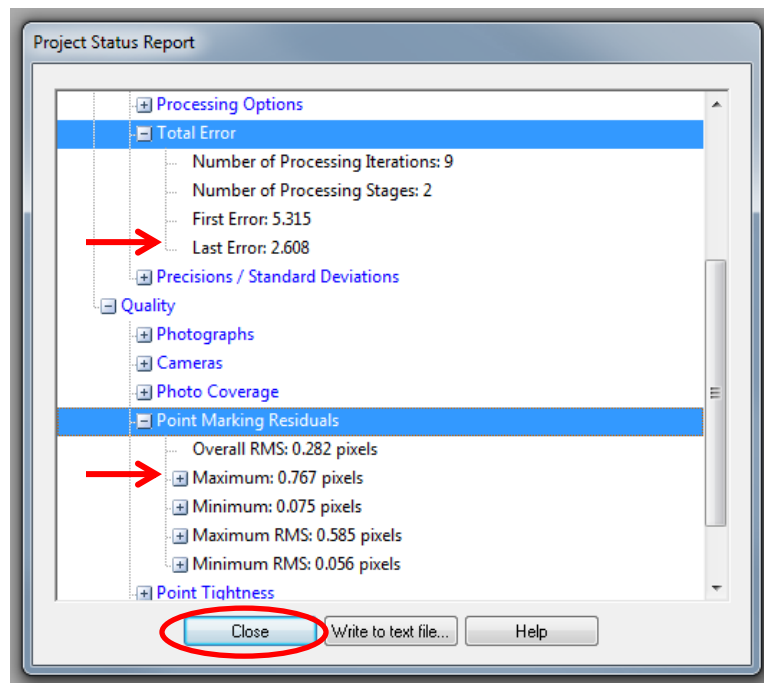 Project Status Report
Processing Options
Total Error
Number of Processing Iterations: 9
Number of Processing Stages: 2
First Error: 5.315
Last Error: 2.608
Precisions / Standard Deviations
Quality
Photographs
Cameras
Photo Coverage
Point Marking Residuals
Overall RMS: 0.282 pixels
Maximum: 0.767 pixels
Minimum: 0.075 pixels
Maximum RMS: 0.585 pixels
Minimum RMS: 0.056 pixels
Point Tightness
Close Write to text file... Help